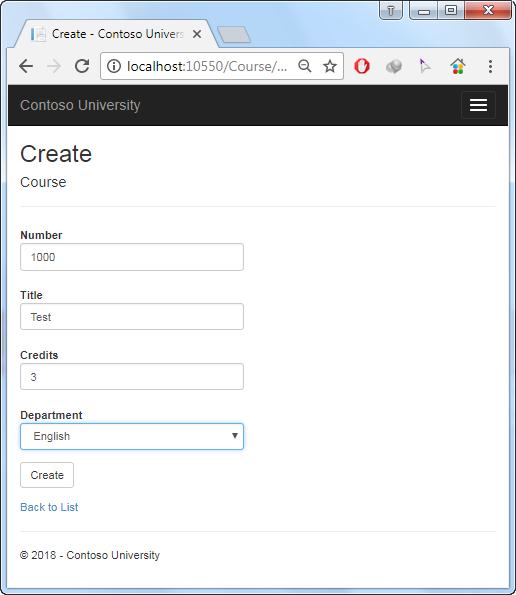 Create - Contoso Univers
localhost:10550/Course/...
Contoso University
Create
Course
Number
1000
Title
Test
Credits
3
Department
English
Create
Back to List
© 2018 - Contoso University